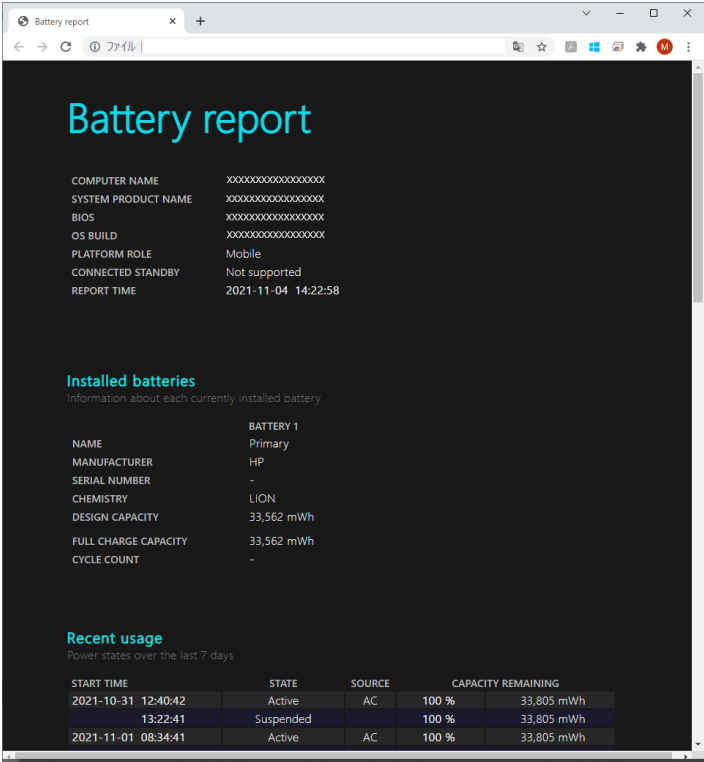 Battery report
ファイル
M
Battery report
COMPUTER NAME XXXXXXXXXXXXXXXXX
SYSTEM PRODUCT NAME XXXXXXXXXXXXXXXXX
BIOS XXXXXXXXXXXXXXXXX
OS BUILD XXXXXXXXXXXXXXXXX
PLATFORM ROLE Mobile
CONNECTED STANDBY Not supported
REPORT TIME 2021-11-04 14:22:58
Installed batteries
Information about each currently installed battery
BATTERY 1
NAME Primary
MANUFACTURER HP
SERIAL NUMBER -
CHEMISTRY LION
DESIGN CAPACITY 33,562 mWh
FULL CHARGE CAPACITY 33,562 mWh
CYCLE COUNT -
Recent usage
Power states over the last 7 days
START TIME STATE SOURCE CAPACITY REMAINING
2021-10-31 12:40:42 Active AC 100 % 33,805 mWh
13:22:41 Suspended 100 % 33,805 mWh
2021-11-01 08:34:41 Active AC 100 % 33,805 mWh